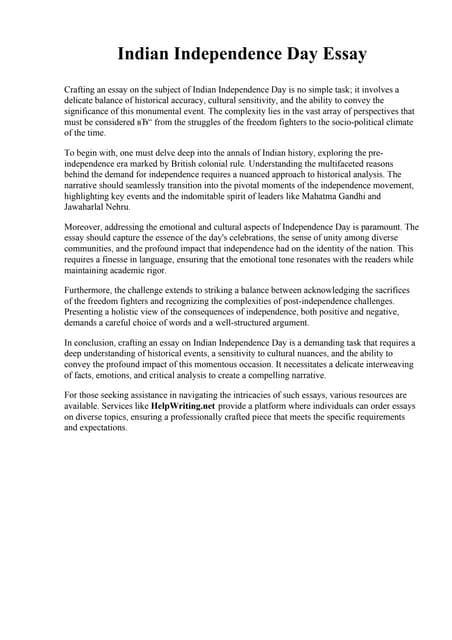 Indian Independence Day Essay
Crafting an essay on the subject of Indian Independence Day is no simple task; it involves a
delicate balance of historical accuracy, cultural sensitivity, and the ability to convey the
significance of this monumental event. The complexity lies in the vast array of perspectives that
must be considered вЂ“ from the struggles of the freedom fighters to the socio-political climate
of the time.
To begin with, one must delve deep into the annals of Indian history, exploring the pre-
independence era marked by British colonial rule. Understanding the multifaceted reasons
behind the demand for independence requires a nuanced approach to historical analysis. The
narrative should seamlessly transition into the pivotal moments of the independence movement,
highlighting key events and the indomitable spirit of leaders like Mahatma Gandhi and
Jawaharlal Nehru.
Moreover, addressing the emotional and cultural aspects of Independence Day is paramount. The
essay should capture the essence of the day's celebrations, the sense of unity among diverse
communities, and the profound impact that independence had on the identity of the nation. This
requires a finesse in language, ensuring that the emotional tone resonates with the readers while
maintaining academic rigor.
Furthermore, the challenge extends to striking a balance between acknowledging the sacrifices
of the freedom fighters and recognizing the complexities of post-independence challenges.
Presenting a holistic view of the consequences of independence, both positive and negative,
demands a careful choice of words and a well-structured argument.
In conclusion, crafting an essay on Indian Independence Day is a demanding task that requires a
deep understanding of historical events, a sensitivity to cultural nuances, and the ability to
convey the profound impact of this momentous occasion. It necessitates a delicate interweaving
of facts, emotions, and critical analysis to create a compelling narrative.
For those seeking assistance in navigating the intricacies of such essays, various resources are
available. Services like HelpWriting.net provide a platform where individuals can order essays
on diverse topics, ensuring a professionally crafted piece that meets the specific requirements
and expectations.